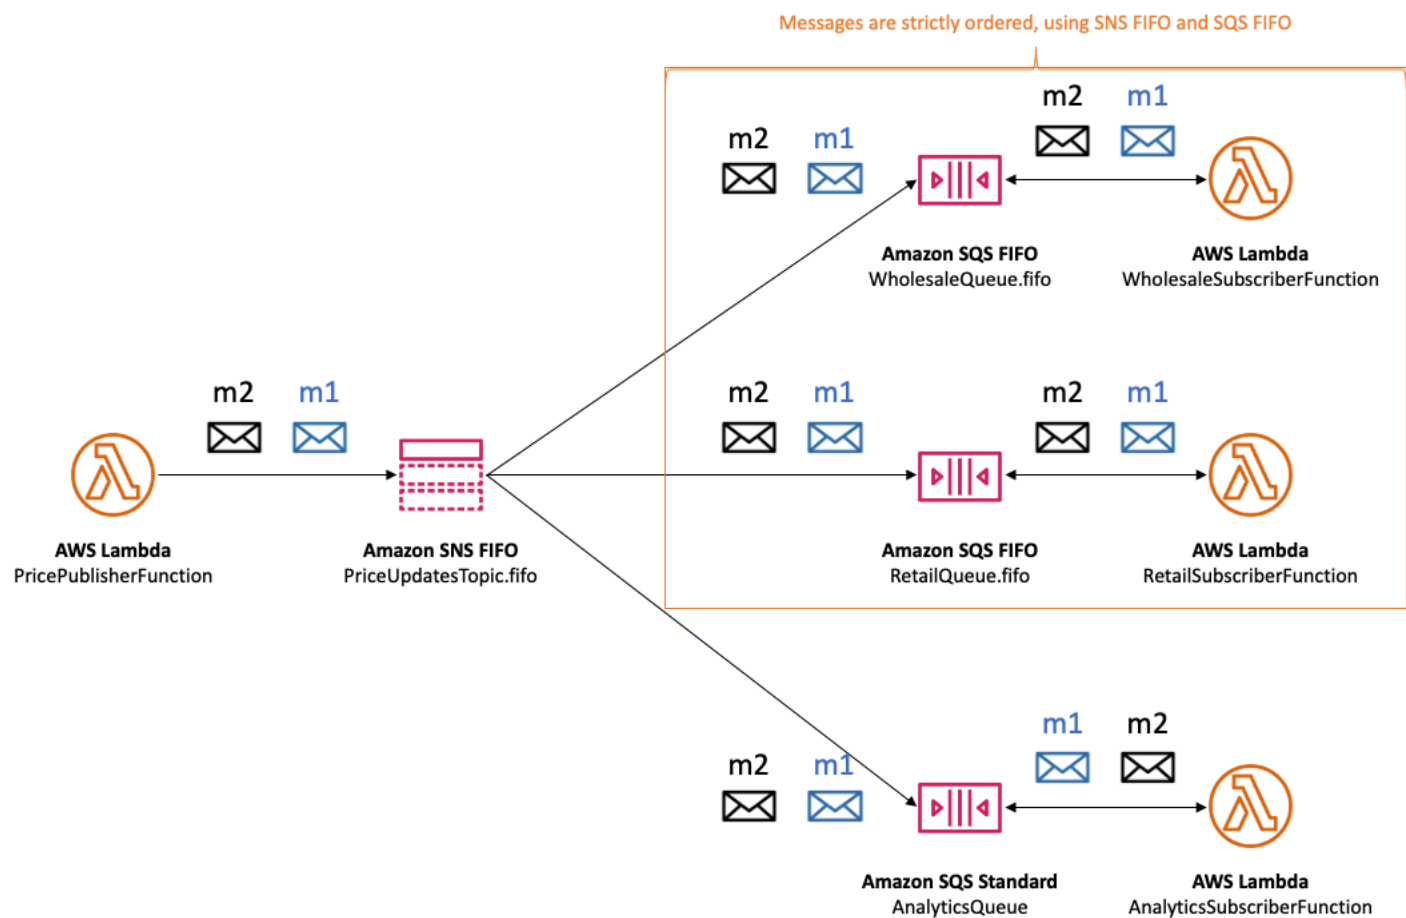 Messages are strictly ordered, using SNS FIFO and SQS FIFO
m2 m1
m2 m1
Amazon SQS FIFO
WholesaleQueue.fifo
AWS Lambda
WholesaleSubscriberFunction
m2 m1
m2 m1
m2 m1
AWS Lambda
PricePublisherFunction
Amazon SNS FIFO
PriceUpdatesTopic.fifo
Amazon SQS FIFO
RetailQueue.fifo
AWS Lambda
RetailSubscriberFunction
m1 m2
m2 m1
Amazon SQS Standard
AnalyticsQueue
AWS Lambda
AnalyticsSubscriberFunction